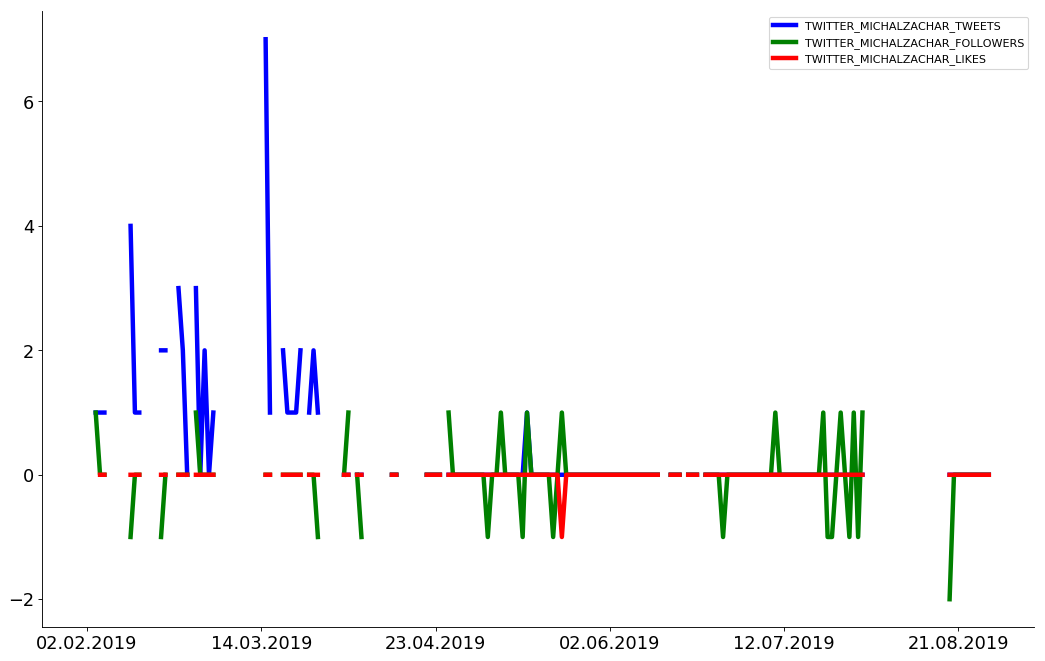 TWITTER_MICHALZACHAR_TWEETS
TWITTER_MICHALZACHAR_FOLLOWERS
TWITTER_MICHALZACHAR_LIKES
6
4
2
0
−2
02.02.2019 14.03.2019 23.04.2019 02.06.2019 12.07.2019 21.08.2019